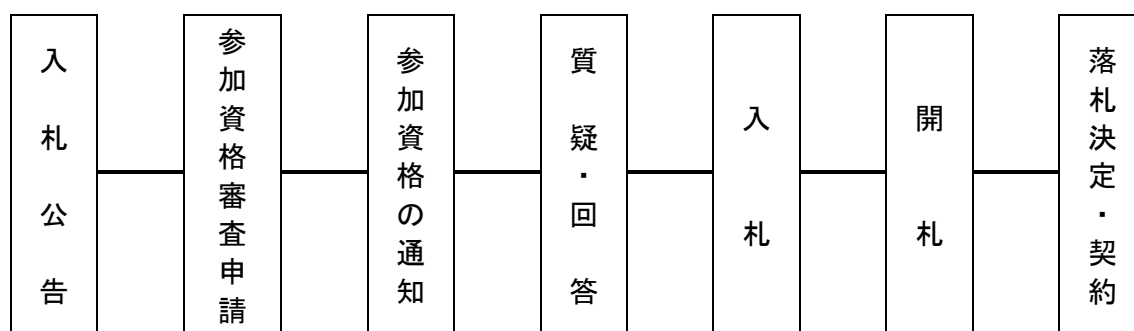 入札公告
参加資格審査申請
参加資格の通知
質疑・回答
入札
開札
落札決定・契約